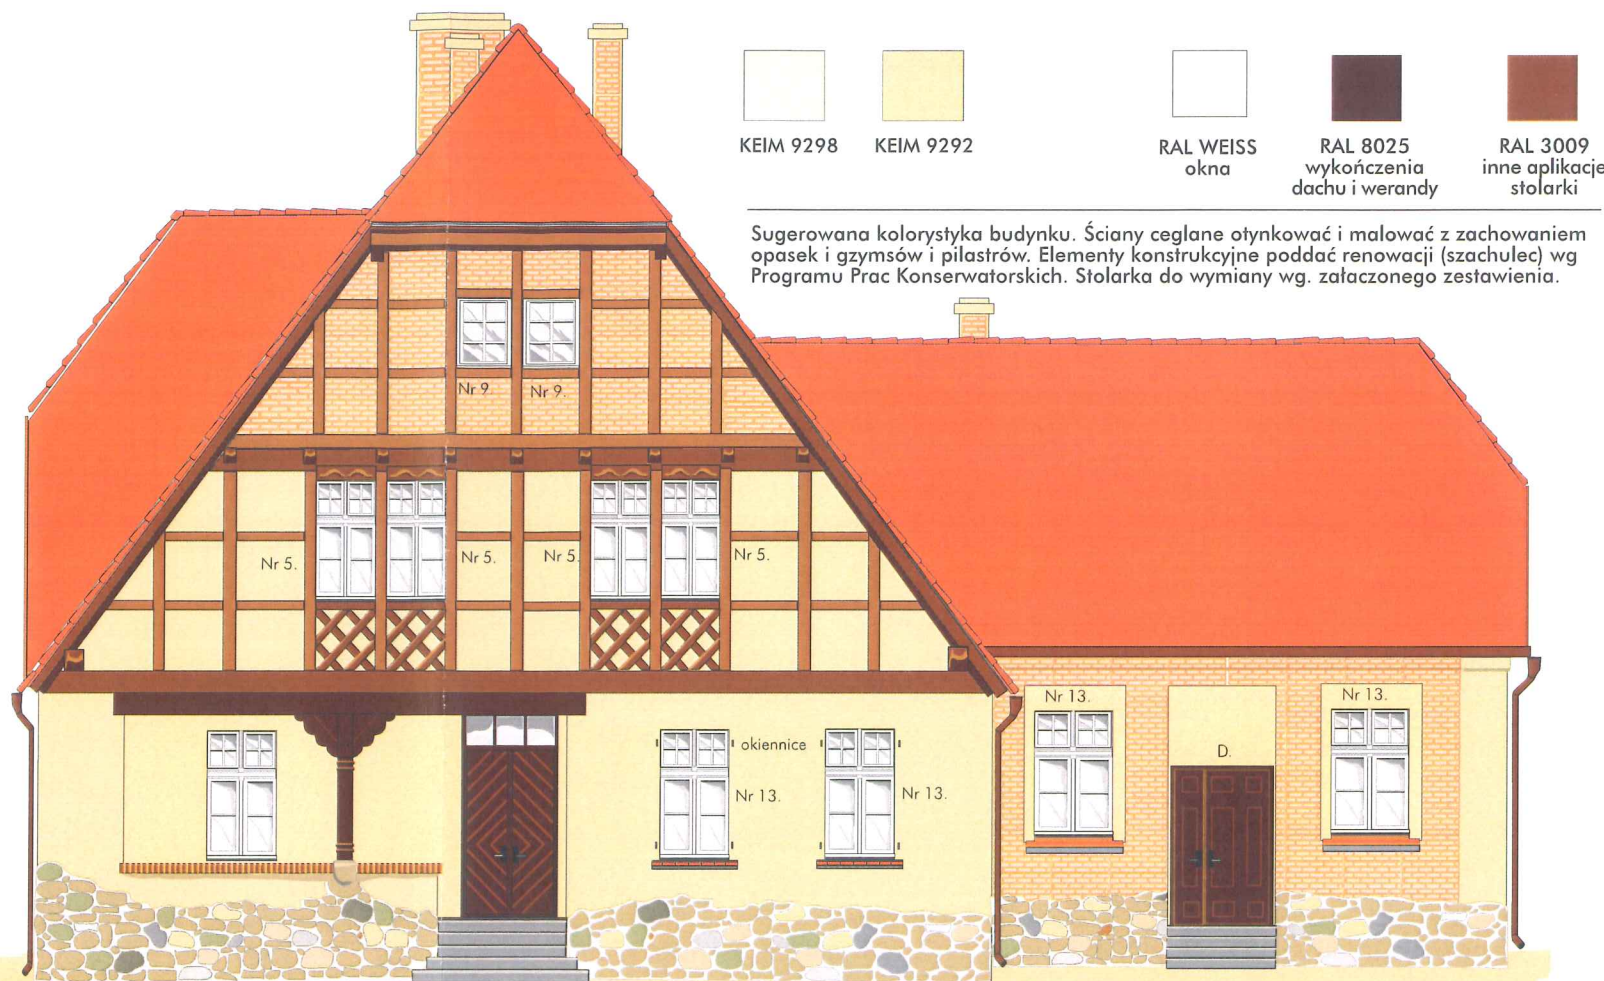 KEIM 9298
KEIM 9292
RAL WEISS
okna
RAL 8025
wykończenia
dachu i werandy
RAL 3009
inne aplikacje
stolarki
Sugerowana kolorystyka budynku. Ściany ceglane otynkować i malować z zachowaniem
opasek i gzymsów i pilastrów. Elementy konstrukcyjne poddać renowacji (szachulec) wg
Programu Prac Konserwatorskich. Stolarka do wymiany wg. załaczonego zestawienia.
Nr 9.
Nr 9.
Nr 5.
Nr 5.
Nr 5.
Nr 5.
Nr 13.
Nr 13.
okiennice
D.
Nr 13.
Nr 13.